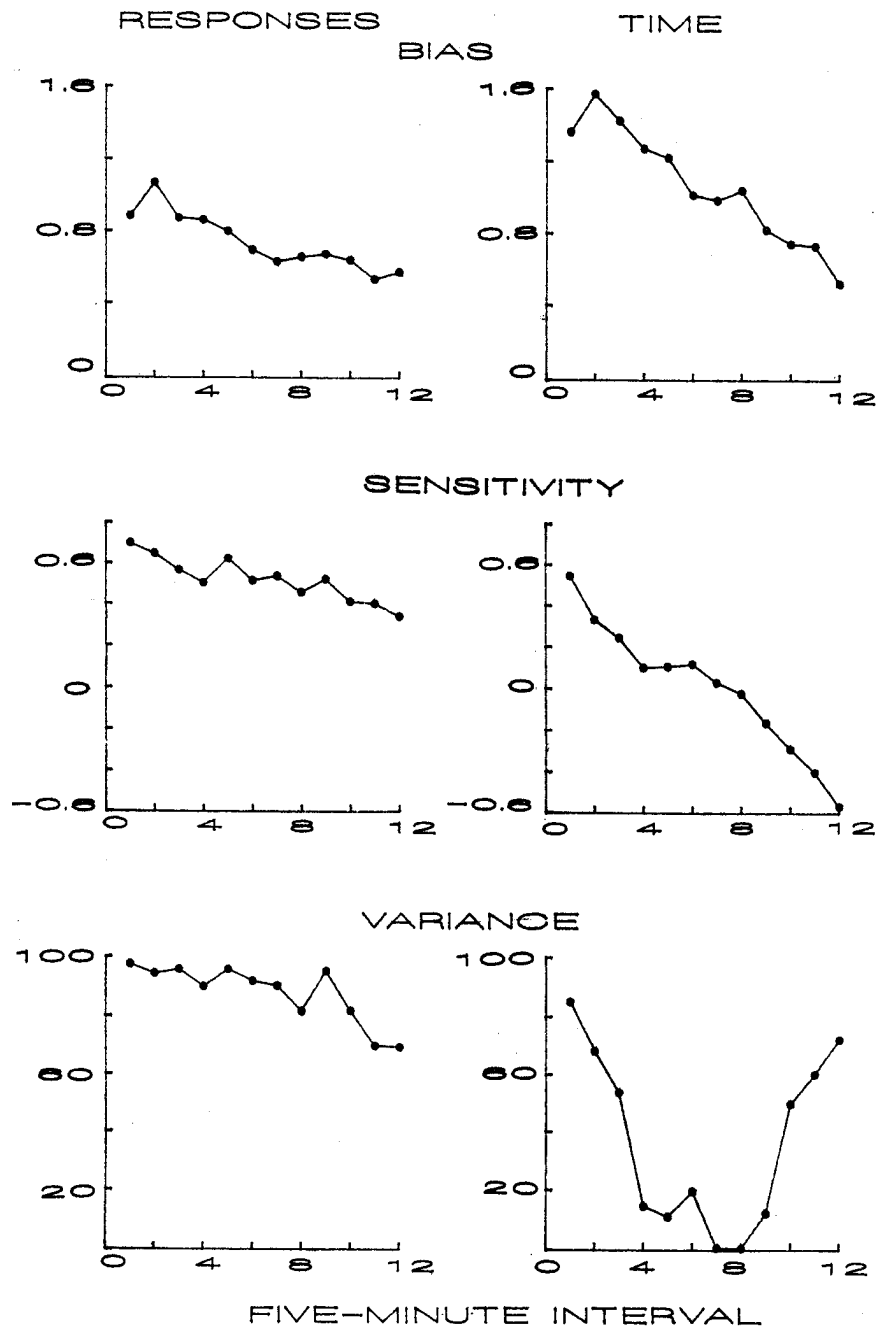 RESPONSES TIME
BIAS
1.6 1.6
0.8 0.8
0 0
0 4 8 12 0 4 8 12
SENSITIVITY
0.6 0.6
0 0
-0.6 -0.6
0 4 8 12 0 4 8 12
VARIANCE
100 100
60 60
20 20
0 4 8 12 0 4 8 12
FIVE-MINUTE INTERVAL